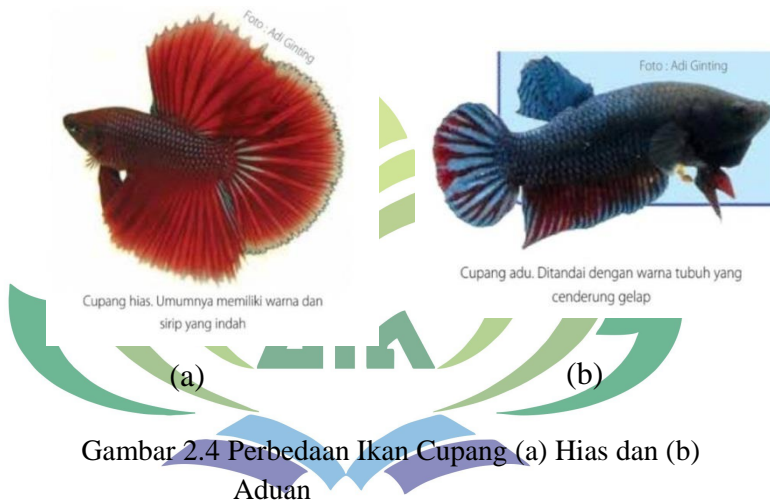 Foto : Adi Ginting
Cupang hias. Umumnya memiliki warna dan
sirip yang indah
(a)
Foto : Adi Ginting
Cupang adu. Ditandai dengan warna tubuh yang
cenderung gelap
(b)
Gambar 2.4 Perbedaan Ikan Cupang (a) Hias dan (b)
Aduan